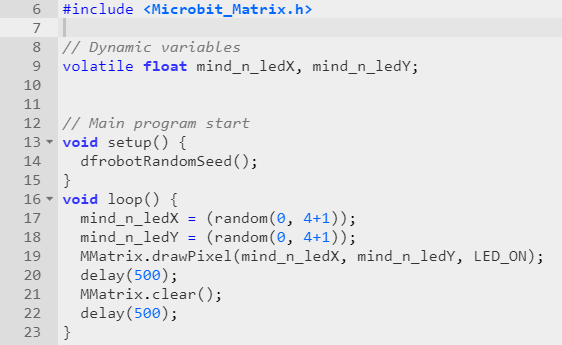 6 #include <Microbit_Matrix.h>
7
8 // Dynamic variables
9 volatile float mind_n_ledX, mind_n_ledY;
10
11
12 // Main program start
13 void setup() {
14   dfrobotRandomSeed();
15 }
16 void loop() {
17   mind_n_ledX = (random(0, 4+1));
18   mind_n_ledY = (random(0, 4+1));
19   MMatrix.drawPixel(mind_n_ledX, mind_n_ledY, LED_ON);
20   delay(500);
21   MMatrix.clear();
22   delay(500);
23 }